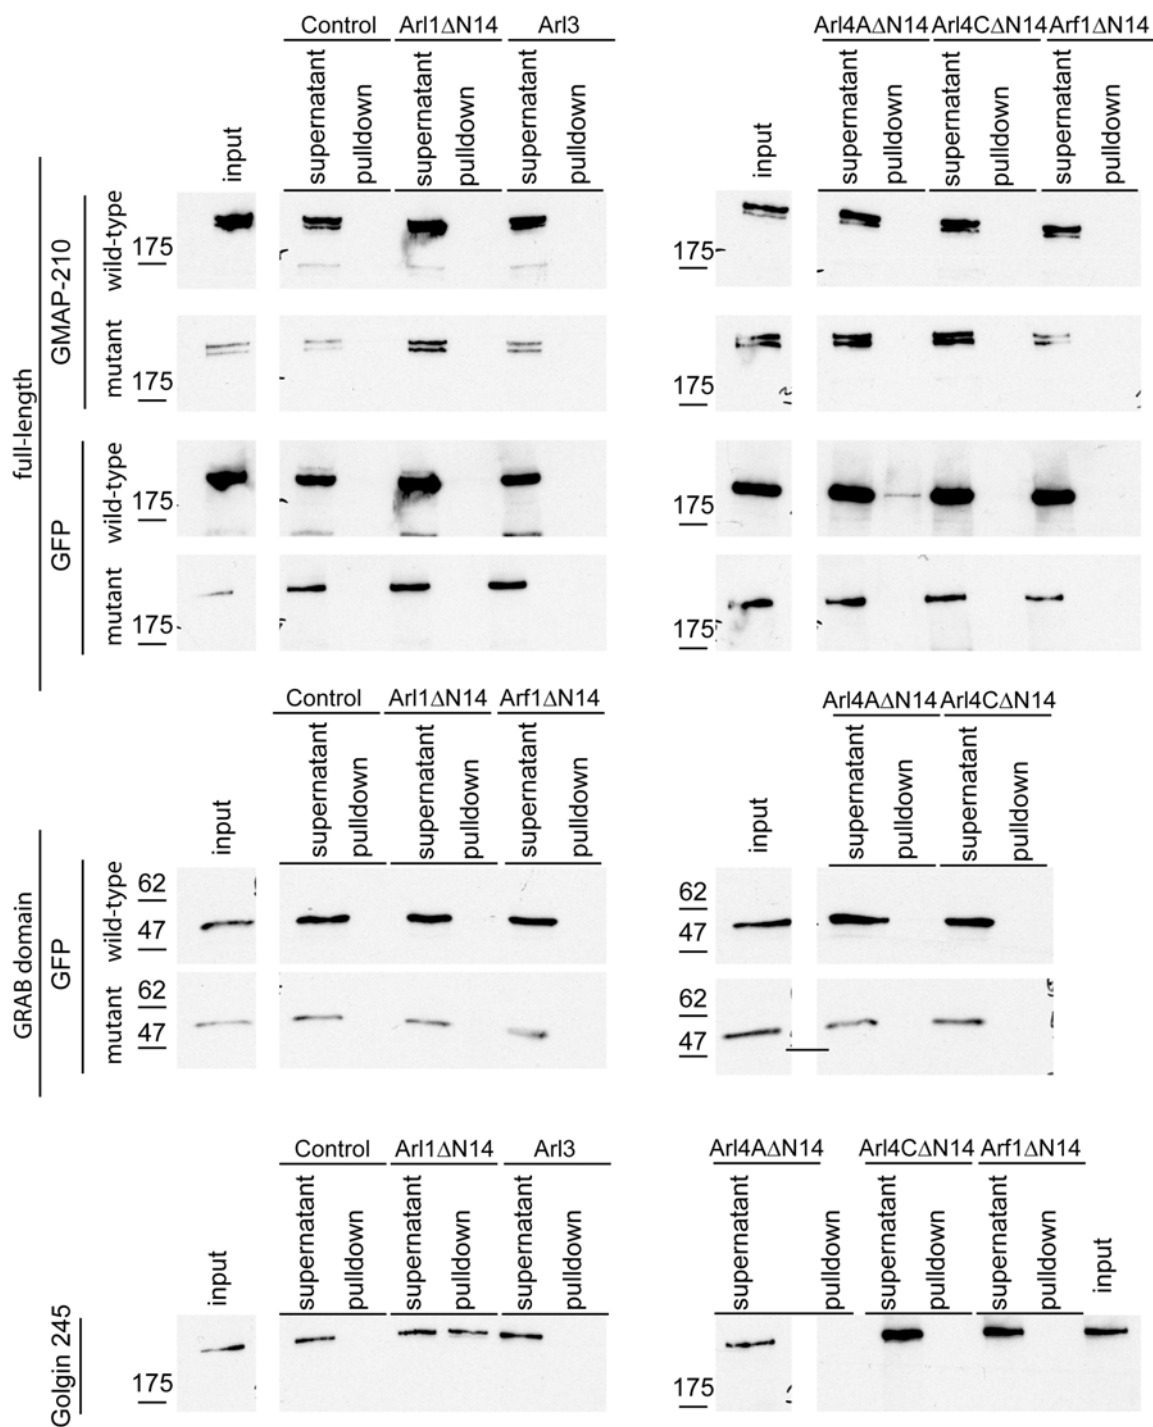 Control Arl1ΔN14 Arl3 Arl4AΔN14 Arl4CΔN14 Arf1ΔN14
input supernatant pulldown supernatant pulldown supernatant pulldown input supernatant pulldown supernatant pulldown supernatant pulldown
full-length
GMAP-210
wild-type 175 175
mutant 175 175
GFP
wild-type 175 175
mutant 175 175
Control Arl1ΔN14 Arf1ΔN14 Arl4AΔN14 Arl4CΔN14
input supernatant pulldown supernatant pulldown supernatant pulldown input supernatant pulldown supernatant pulldown
GRAB domain
GFP
wild-type 62 62
47 47
mutant 62 62
47 47
Control Arl1ΔN14 Arl3 Arl4AΔN14 Arl4CΔN14 Arf1ΔN14
input supernatant pulldown supernatant pulldown supernatant pulldown supernatant pulldown supernatant pulldown supernatant pulldown input
Golgin 245
175 175